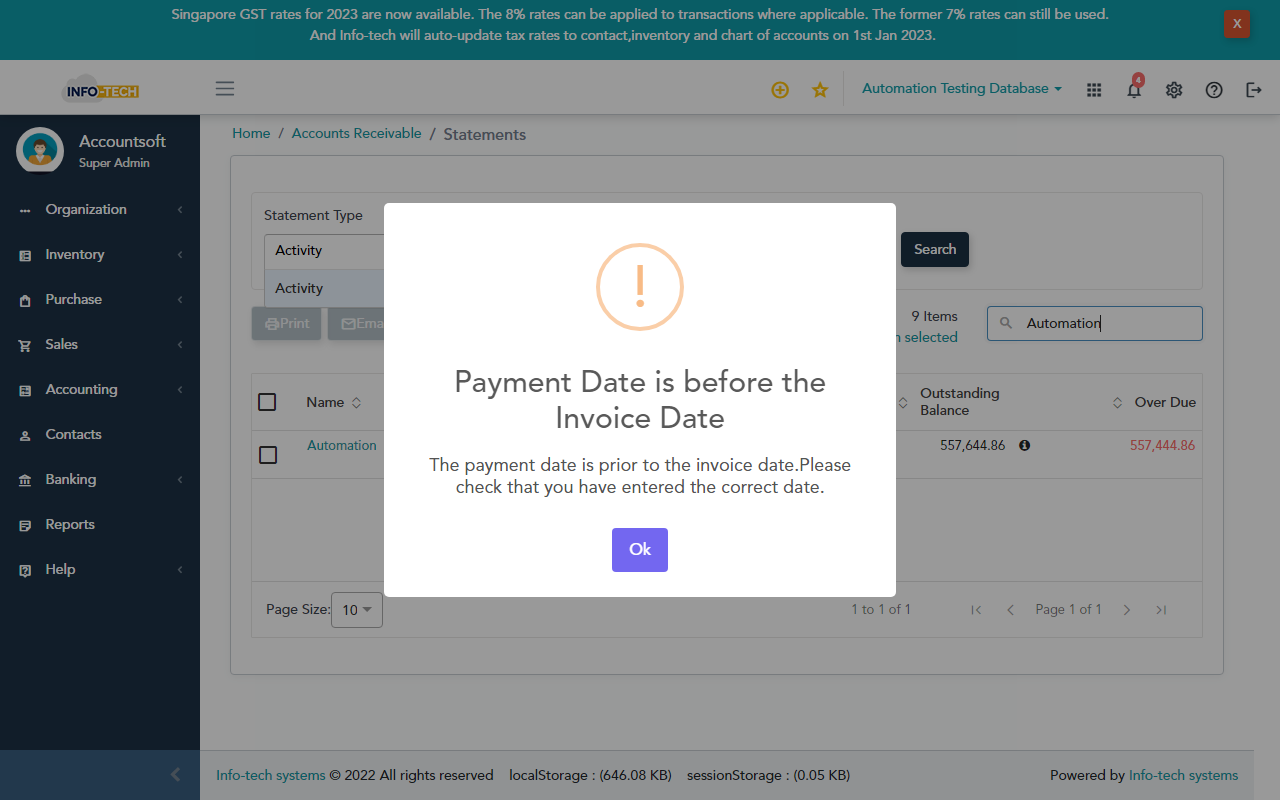 Singapore GST rates for 2023 are now available. The 8% rates can be applied to transactions where applicable. The former 7% rates can still be used.
And Info-tech will auto-update tax rates to contact,inventory and chart of accounts on 1st Jan 2023.
X
INFO-TECH
Automation Testing Database
4
Accountsoft
Super Admin
Organization
Inventory
Purchase
Sales
Accounting
Contacts
Banking
Reports
Help
Home / Accounts Receivable / Statements
Statement Type
Activity
Activity
Search
Print
9 Items
selected
Automation
Name
Outstanding
Balance
Over Due
Automation
557,644.86
557,444.86
Page Size:
10
1 to 1 of 1
Page 1 of 1
Payment Date is before the
Invoice Date
The payment date is prior to the invoice date.Please
check that you have entered the correct date.
Ok
Info-tech systems © 2022 All rights reserved localStorage : (646.08 KB) sessionStorage : (0.05 KB)
Powered by Info-tech systems